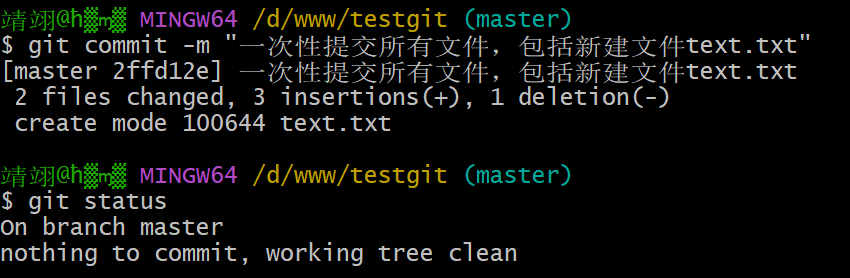 靖翊@ MINGW64 /d/www/testgit (master)
$ git commit -m "一次性提交所有文件，包括新建文件text.txt"
[master 2ffd12e] 一次性提交所有文件，包括新建文件text.txt
 2 files changed, 3 insertions(+), 1 deletion(-)
 create mode 100644 text.txt
靖翊@ MINGW64 /d/www/testgit (master)
$ git status
On branch master
nothing to commit, working tree clean